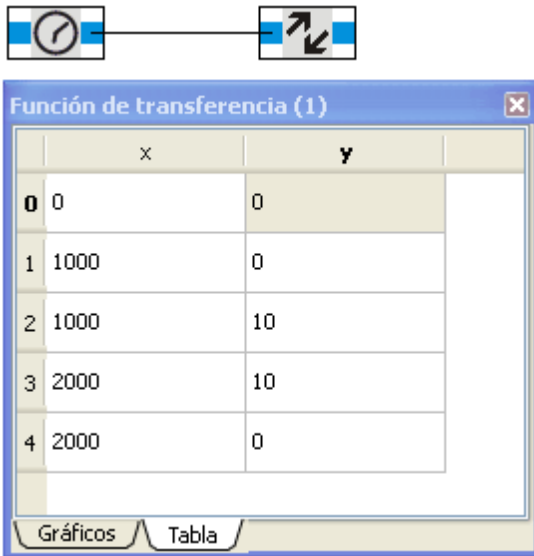 Función de transferencia (1)
x y
0 0 0
1 1000 0
2 1000 10
3 2000 10
4 2000 0
Gráficos Tabla